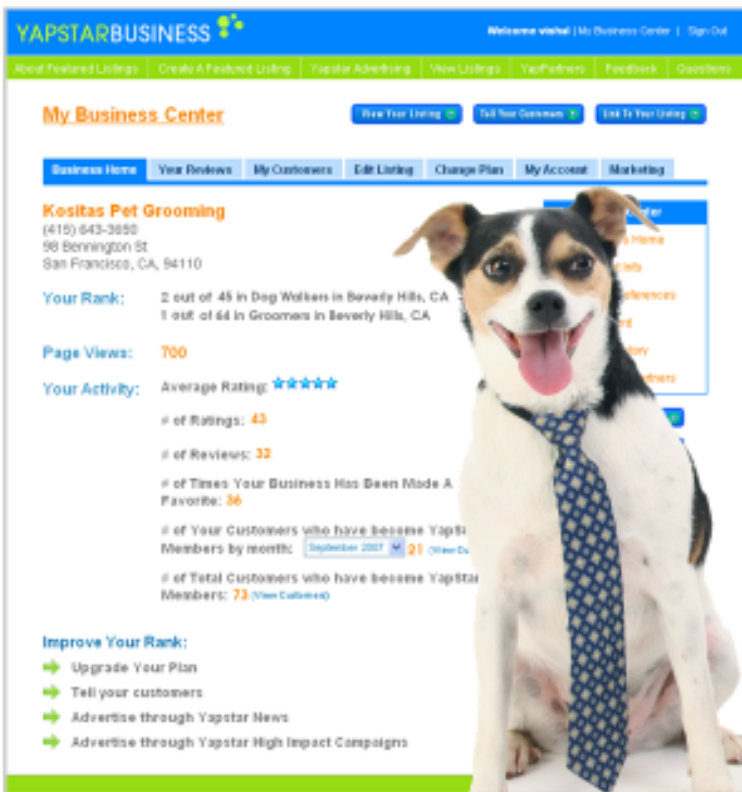 YAPSTARBUSINESS
Welcome vishal | My Business Center | Sign Out
About Featured Listings Create A Featured Listing Yapstar Advertising View Listings YapPartners Feedback Questions
My Business Center
View Your Listing Tell Your Customers Link To Your Listing
Business Home Your Reviews My Customers Edit Listing Change Plan My Account Marketing
Kositas Pet Grooming
(415) 643-3650
98 Bennington St
San Francisco, CA, 94110
Your Rank: 2 out of 45 in Dog Walkers in Beverly Hills, CA
1 out of 64 in Groomers in Beverly Hills, CA
Page Views: 700
Your Activity: Average Rating:
# of Ratings: 43
# of Reviews: 32
# of Times Your Business Has Been Made A
Favorite: 36
# of Your Customers who have become
Members by month: September 2007 21
# of Total Customers who have become YapStar
Members: 73 (View Customers)
Home
Info
Improve Your Rank:
Upgrade Your Plan
Tell your customers
Advertise through Yapstar News
Advertise through Yapstar High Impact Campaigns